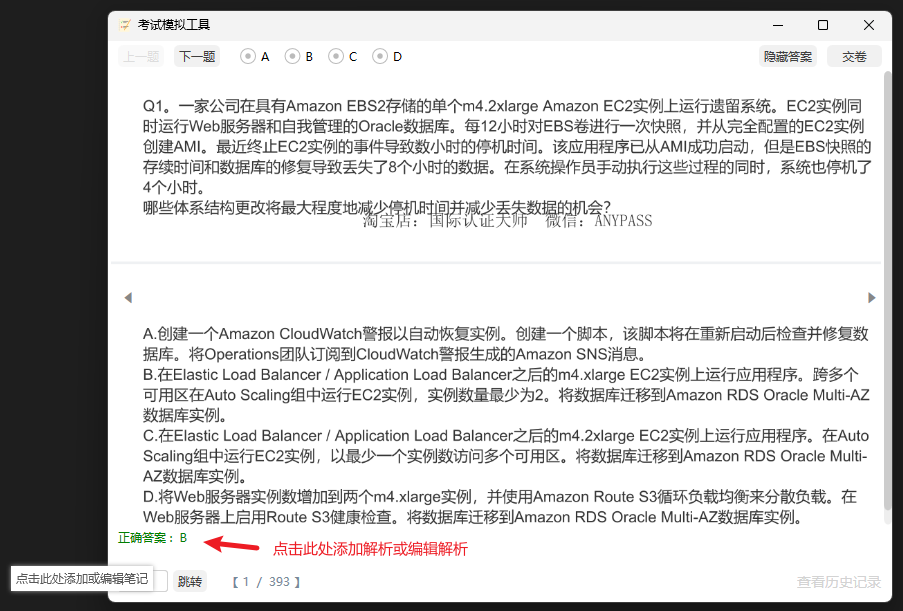 考试模拟工具
上一题 下一题 A B C D 隐藏答案 交卷
Q1。一家公司在具有Amazon EBS2存储的单个m4.2xlarge Amazon EC2实例上运行遗留系统。EC2实例同
时运行Web服务器和自我管理的Oracle数据库。每12小时对EBS卷进行一次快照，并从完全配置的EC2实例
创建AMI。最近终止EC2实例的事件导致数小时的停机时间。该应用程序已从AMI成功启动，但是EBS快照的
存续时间和数据库的修复导致丢失了8个小时的数据。在系统操作员手动执行这些过程的同时，系统也停机了
4个小时。
哪些体系结构更改将最大程度地减少停机时间并减少丢失数据的机会?
淘宝店：国际认证大师 微信：ANYPASS
A.创建一个Amazon CloudWatch警报以自动恢复实例。创建一个脚本，该脚本将在重新启动后检查并修复数
据库。将Operations团队订阅到CloudWatch警报生成的Amazon SNS消息。
B.在Elastic Load Balancer / Application Load Balancer之后的m4.xlarge EC2实例上运行应用程序。跨多个
可用区在Auto Scaling组中运行EC2实例，实例数量最少为2。将数据库迁移到Amazon RDS Oracle Multi-AZ
数据库实例。
C.在Elastic Load Balancer / Application Load Balancer之后的m4.2xlarge EC2实例上运行应用程序。在Auto
Scaling组中运行EC2实例，以最少一个实例数访问多个可用区。将数据库迁移到Amazon RDS Oracle Multi-
AZ数据库实例。
D.将Web服务器实例数增加到两个m4.xlarge实例，并使用Amazon Route S3循环负载均衡来分散负载。在
Web服务器上启用Route S3健康检查。将数据库迁移到Amazon RDS Oracle Multi-AZ数据库实例。
正确答案：B
点击此处添加解析或编辑解析
点击此处添加或编辑笔记 跳转 【 1 / 393 】 查看历史记录